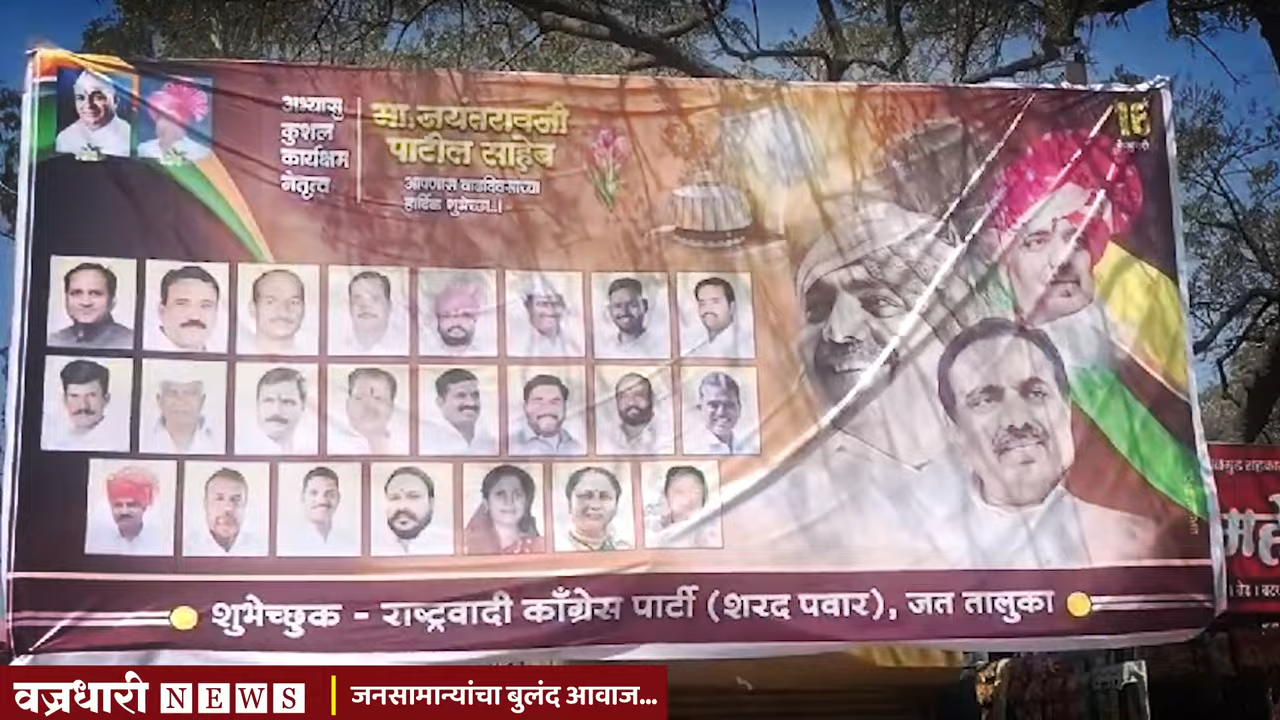 अभ्यासु
कुशल
कार्यक्षम
नेतृत्व
मा.जयंतरावजी
पाटील साहेब
आपणास वाढदिवसाच्या
हार्दिक शुभेच्छा..!
१६
शुभेच्छुक - राष्ट्रवादी काँग्रेस पार्टी (शरद पवार), जत तालुका
वज्रधारी NEWS
जनसामान्यांचा बुलंद आवाज...